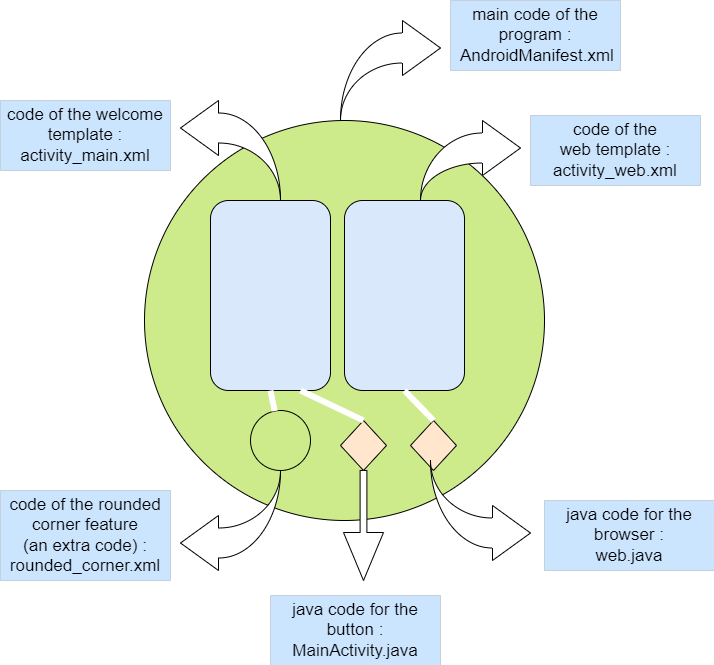 main code of the
program :
AndroidManifest.xml
code of the welcome
template :
activity_main.xml
code of the
web template :
activity_web.xml
code of the rounded
corner feature
(an extra code) :
rounded_corner.xml
java code for the
browser :
web.java
java code for the
button :
MainActivity.java